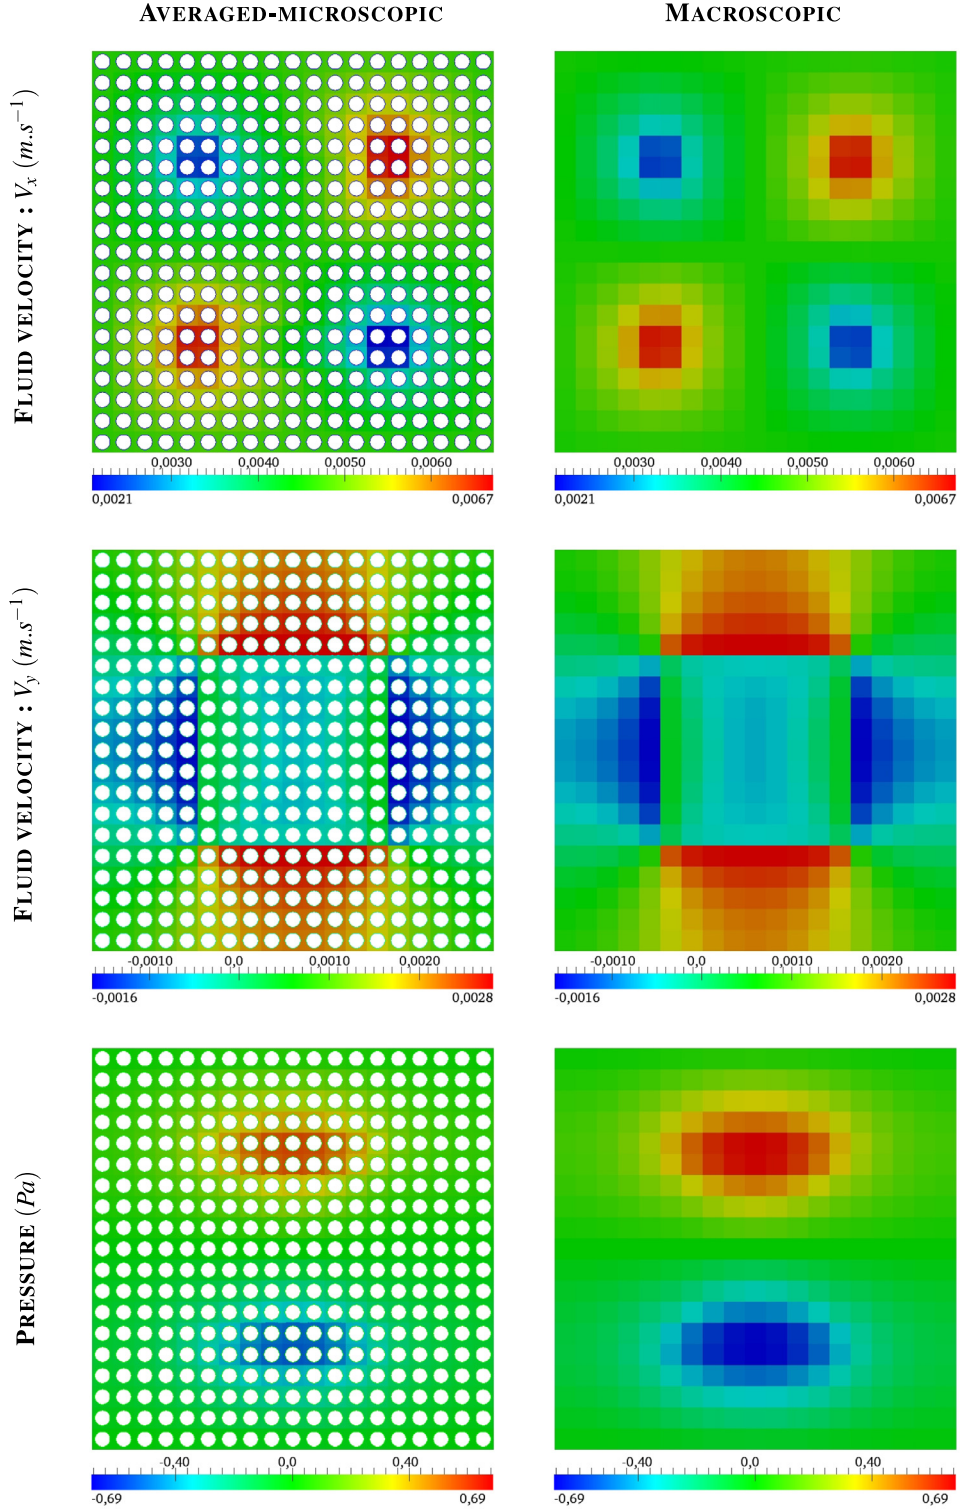 AVERAGED-MICROSCOPIC MACROSCOPIC
FLUID VELOCITY : Vx (m.s−1)
0,0030 0,0040 0,0050 0,0060
0,0021 0,0067
0,0030 0,0040 0,0050 0,0060
0,0021 0,0067
FLUID VELOCITY : Vy (m.s−1)
-0,0010 0,0 0,0010 0,0020
-0,0016 0,0028
-0,0010 0,0 0,0010 0,0020
-0,0016 0,0028
PRESSURE (Pa)
-0,40 0,0 0,40
-0,69 0,69
-0,40 0,0 0,40
-0,69 0,69